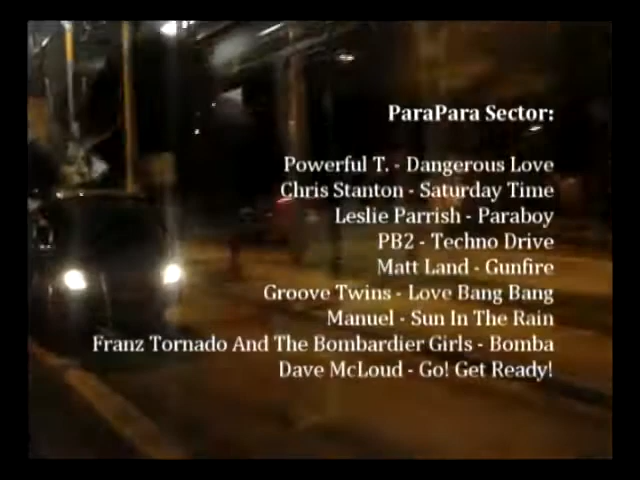 ParaPara Sector:
Powerful T. - Dangerous Love
Chris Stanton - Saturday Time
Leslie Parrish - Paraboy
PB2 - Techno Drive
Matt Land - Gunfire
Groove Twins - Love Bang Bang
Manuel - Sun In The Rain
Franz Tornado And The Bombardier Girls - Bomba
Dave McLoud - Go! Get Ready!